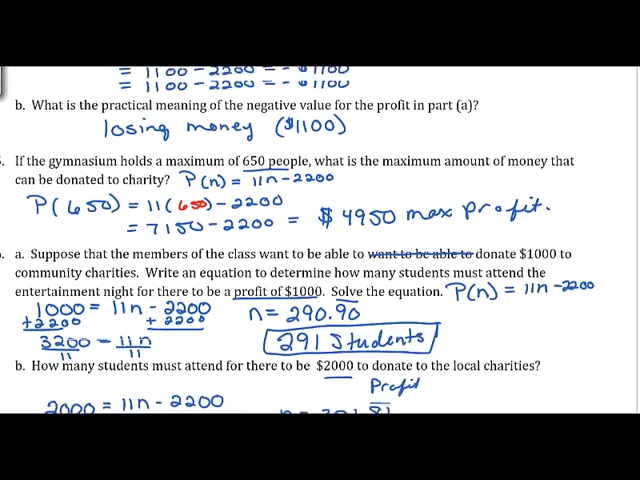 = 1100 - 2200 = - $1100
= 1100 - 2200 = - $1100
b. What is the practical meaning of the negative value for the profit in part (a)?
losing money ($1100)
5. If the gymnasium holds a maximum of 650 people, what is the maximum amount of money that
can be donated to charity? P(n) = 11n - 2200
P(650) = 11(650) - 2200
= 7150 - 2200 = $4950 max profit.
a. Suppose that the members of the class want to be able to want to be able to donate $1000 to
community charities. Write an equation to determine how many students must attend the
entertainment night for there to be a profit of $1000. Solve the equation. P(n) = 11n - 2200
1000 = 11n - 2200 n = 290.90
+2200 +2200
3200 = 11n 291 students
11 11
b. How many students must attend for there to be $2000 to donate to the local charities?
Profit
2000 = 11n - 2200